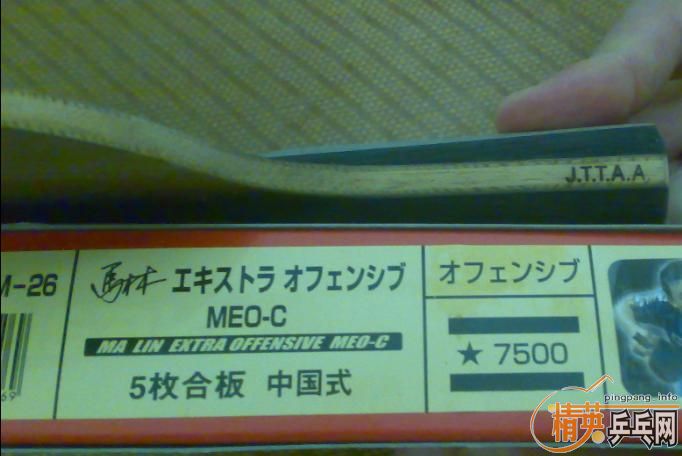 J.T.T.A.A
M-26
69
馬林 エキストラ オフェンシブ
MEO-C
MA LIN EXTRA OFFENSIVE MEO-C
5枚合板 中国式
オフェンシブ
★ 7500
pingpang.info
精英乒乓网